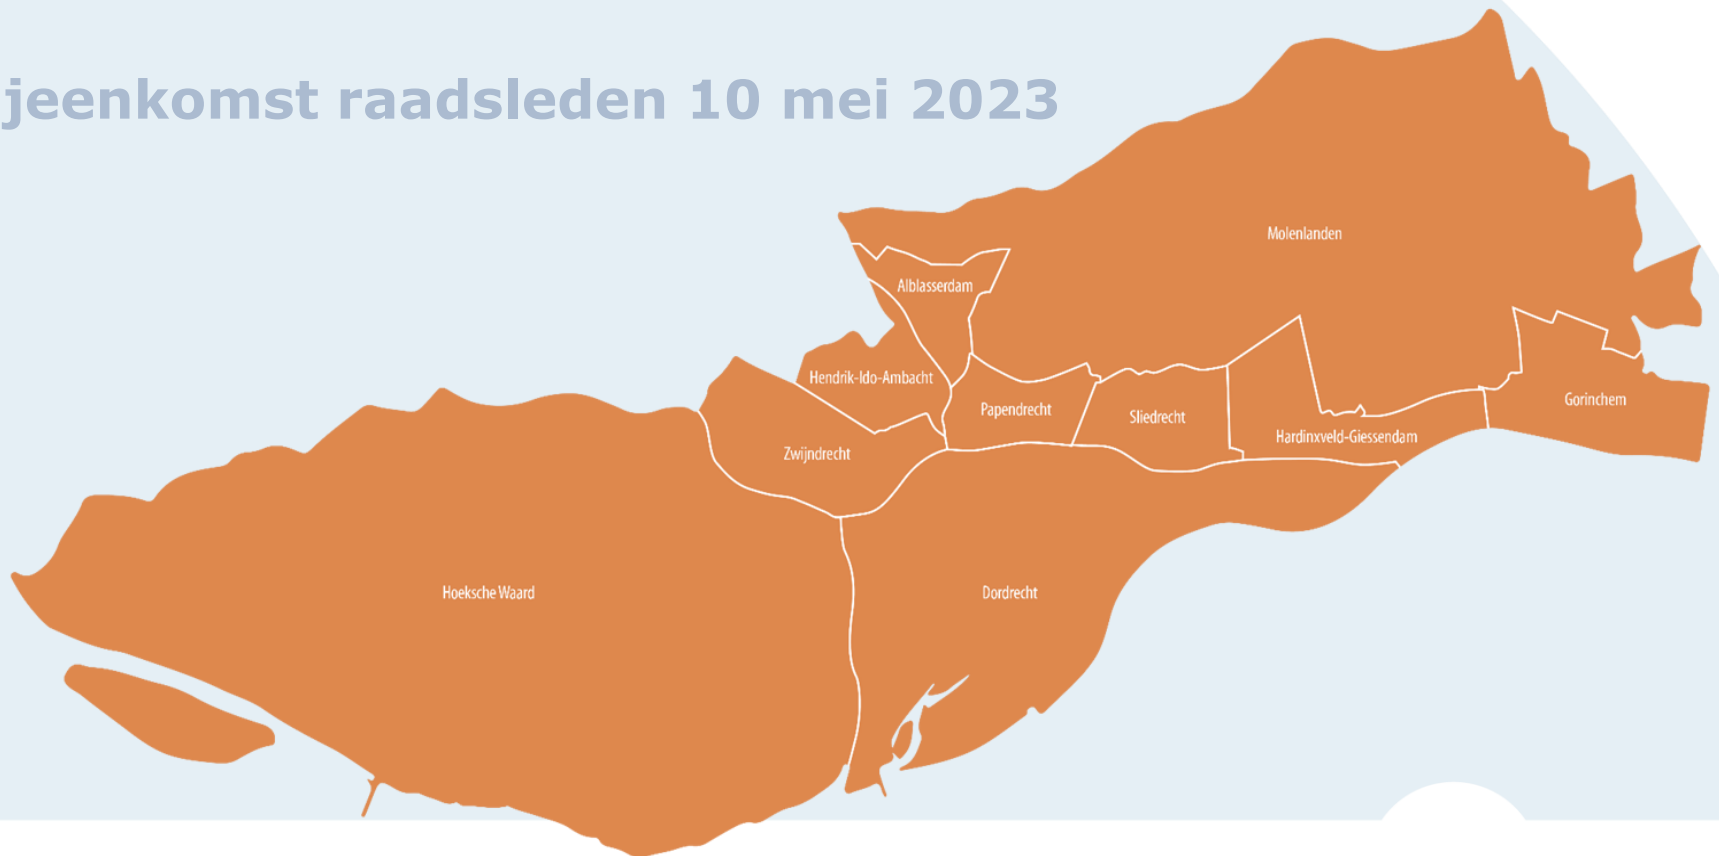 jeenkomst raadsleden 10 mei 2023
Molenlanden
Alblasserdam
Hendrik-Ido-Ambacht
Papendrecht
Sliedrecht
Gorinchem
Hardinxveld-Giessendam
Zwijndrecht
Hoeksche Waard
Dordrecht